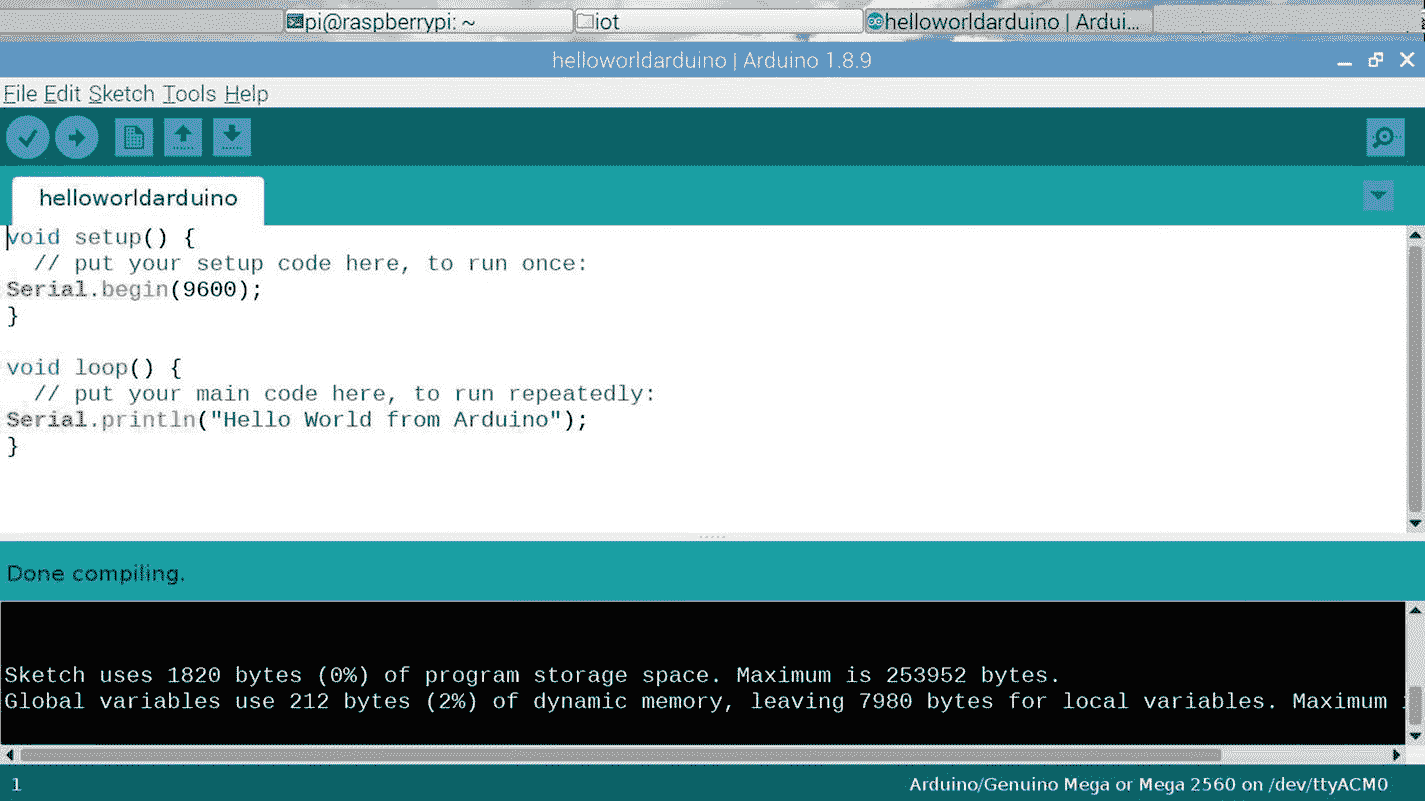 pi@raspberrypi: ~ iot helloworldarduino | Ardui...
helloworldarduino | Arduino 1.8.9
File Edit Sketch Tools Help
helloworldarduino
void setup() {
  // put your setup code here, to run once:
Serial.begin(9600);
}
void loop() {
  // put your main code here, to run repeatedly:
Serial.println("Hello World from Arduino");
}
Done compiling.
Sketch uses 1820 bytes (0%) of program storage space. Maximum is 253952 bytes.
Global variables use 212 bytes (2%) of dynamic memory, leaving 7980 bytes for local variables. Maximum
1 Arduino/Genuino Mega or Mega 2560 on /dev/ttyACM0